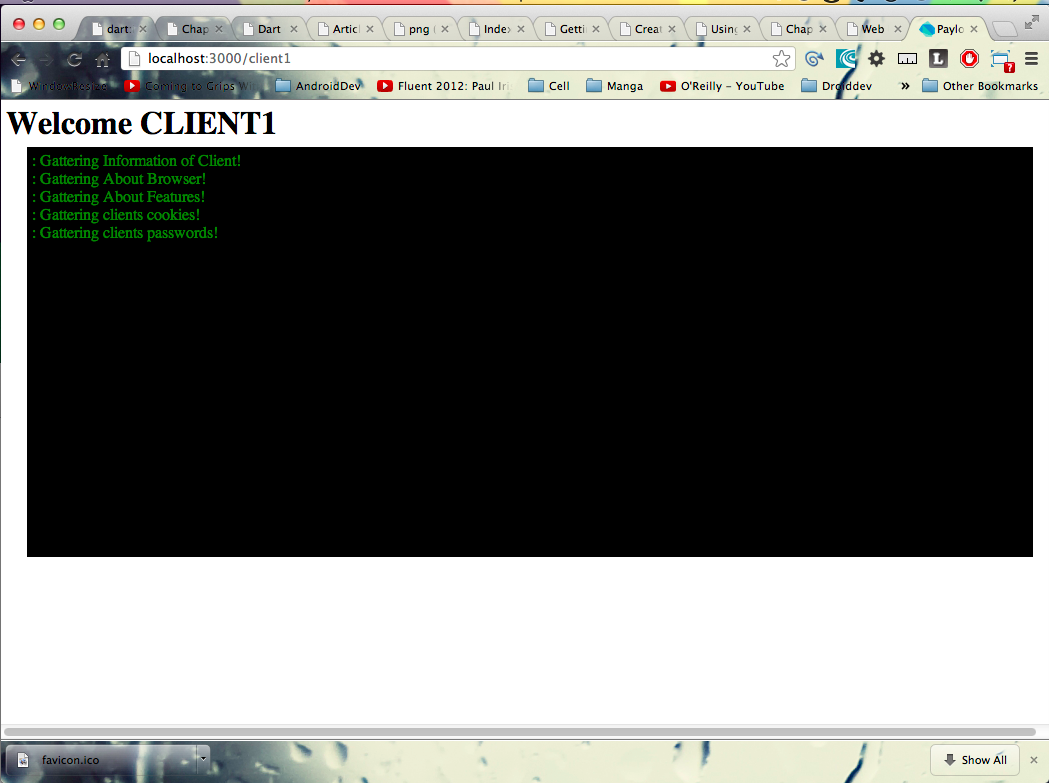 dart: Chap Dart Articl png Index Getti Creat Using Chap Web Paylo
localhost:3000/client1
WindowResize Coming to Grips Wi AndroidDev Fluent 2012: Paul Iri Cell Manga O'Reilly – YouTube Droiddev » Other Bookmarks
Welcome CLIENT1
: Gattering Information of Client!
: Gattering About Browser!
: Gattering About Features!
: Gattering clients cookies!
: Gattering clients passwords!
favicon.ico Show All